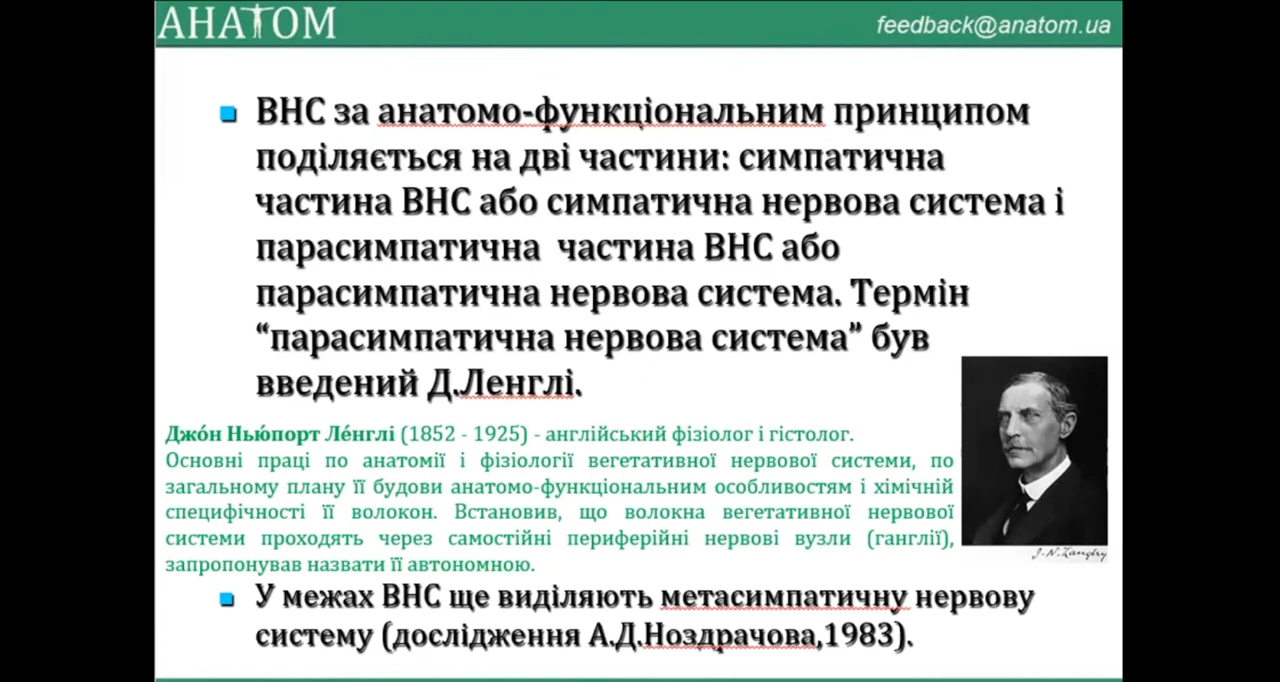 АНАТОМ
feedback@anatom.ua
ВНС за анатомо-функціональним принципом
поділяється на дві частини: симпатична
частина ВНС або симпатична нервова система і
парасимпатична частина ВНС або
парасимпатична нервова система. Термін
“парасимпатична нервова система” був
введений Д.Ленглі.
Джо́н Нью́порт Ле́нглі (1852 - 1925) - англійський фізіолог і гістолог.
Основні праці по анатомії і фізіології вегетативної нервової системи, по
загальному плану її будови анатомо-функціональним особливостям і хімічній
специфічності її волокон. Встановив, що волокна вегетативної нервової
системи проходять через самостійні периферійні нервові вузли (ганглії),
запропонував назвати її автономною.
J.N.Langley
У межах ВНС ще виділяють метасимпатичну нервову
систему (дослідження А.Д.Ноздрачова,1983).